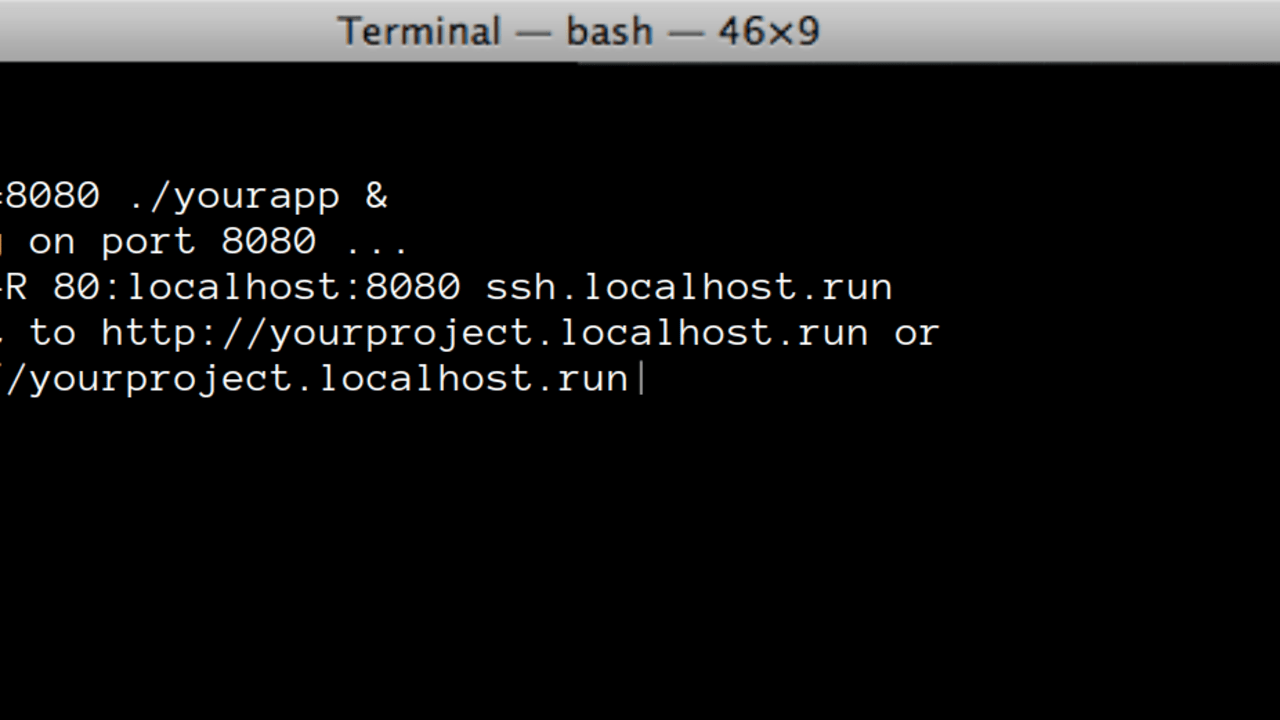 Terminal — bash — 46×9
=8080 ./yourapp &
on port 8080 ...
-R 80:localhost:8080 ssh.localhost.run
to http://yourproject.localhost.run or
//yourproject.localhost.run